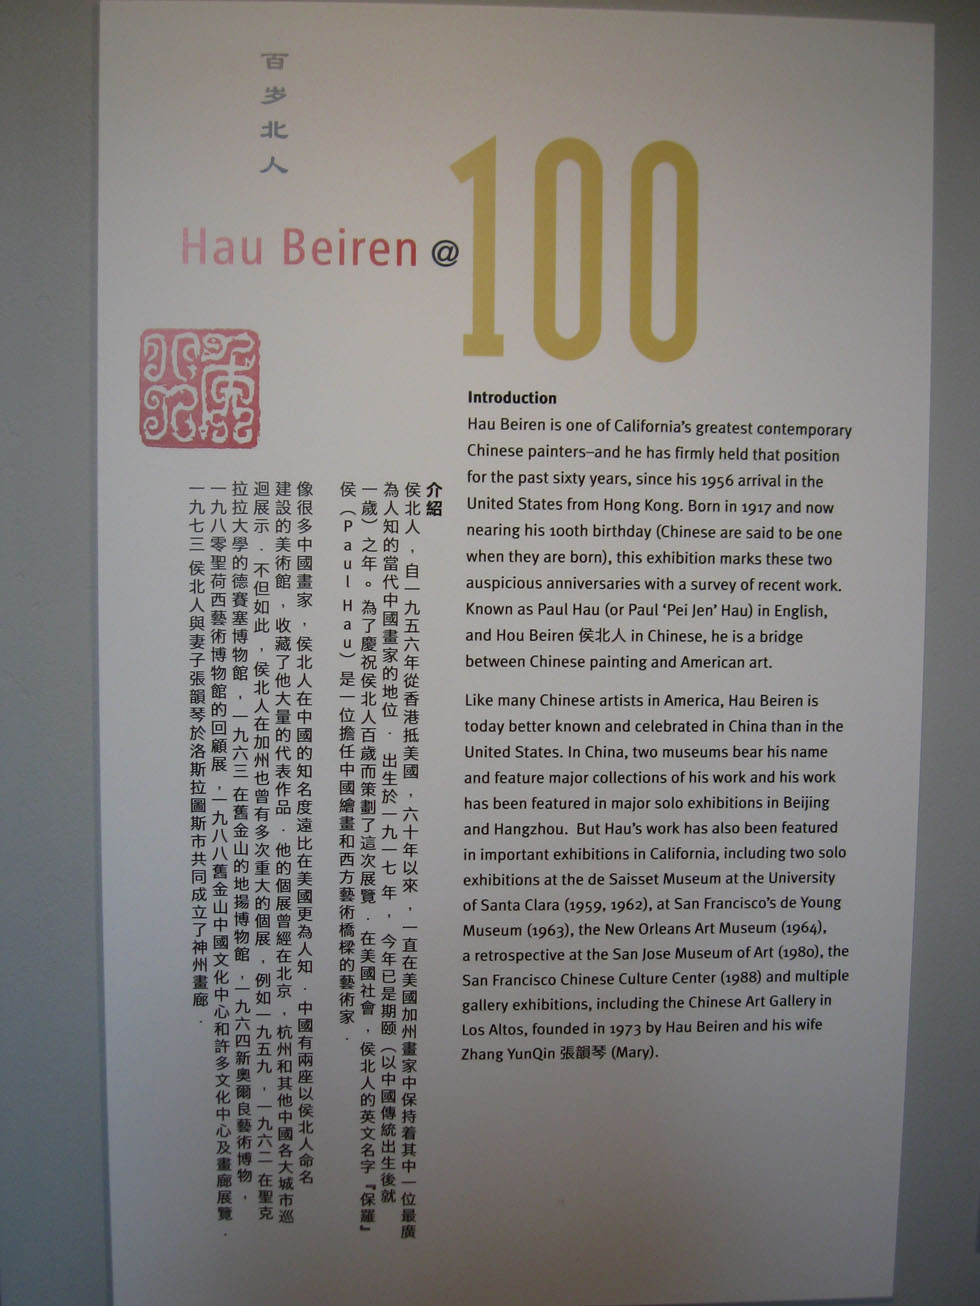 百岁北人
Hau Beiren @ 100
介紹
侯北人，自一九五六年從香港抵美國，六十年以來，一直在美國加州畫家中保持着其中一位最廣
為人知的當代中國畫家的地位．出生於一九一七年，今年已是期颐（以中國傳統出生後就
一歲）之年。為了慶祝侯北人百歲而策劃了這次展覽．在美國社會，侯北人的英文名字『保羅』
侯（Paul Hau）是一位擔任中國繪畫和西方藝術橋樑的藝術家．
像很多中國畫家，侯北人在中國的知名度遠比在美國更為人知．中國有兩座以侯北人命名
建設的美術館，收藏了他大量的代表作品．他的個展曾經在北京，杭州和其他中國各大城市巡
迴展示．不但如此，侯北人在加州也曾有多次重大的個展，例如一九五九，一九六二在聖克
拉拉大學的德賽塞博物館，一九六三在舊金山的地揚博物館，一九六四新奧爾良藝術博物，
一九八零聖荷西藝術博物館的回顧展，一九八八舊金山中國文化中心和許多文化中心及畫廊展覽．
一九七三侯北人與妻子張韻琴於洛斯拉圖斯市共同成立了神州畫廊．
Introduction
Hau Beiren is one of California’s greatest contemporary
Chinese painters–and he has firmly held that position
for the past sixty years, since his 1956 arrival in the
United States from Hong Kong. Born in 1917 and now
nearing his 100th birthday (Chinese are said to be one
when they are born), this exhibition marks these two
auspicious anniversaries with a survey of recent work.
Known as Paul Hau (or Paul ‘Pei Jen’ Hau) in English,
and Hou Beiren 侯北人 in Chinese, he is a bridge
between Chinese painting and American art.
Like many Chinese artists in America, Hau Beiren is
today better known and celebrated in China than in the
United States. In China, two museums bear his name
and feature major collections of his work and his work
has been featured in major solo exhibitions in Beijing
and Hangzhou. But Hau’s work has also been featured
in important exhibitions in California, including two solo
exhibitions at the de Saisset Museum at the University
of Santa Clara (1959, 1962), at San Francisco’s de Young
Museum (1963), the New Orleans Art Museum (1964),
a retrospective at the San Jose Museum of Art (1980), the
San Francisco Chinese Culture Center (1988) and multiple
gallery exhibitions, including the Chinese Art Gallery in
Los Altos, founded in 1973 by Hau Beiren and his wife
Zhang YunQin 張韻琴 (Mary).